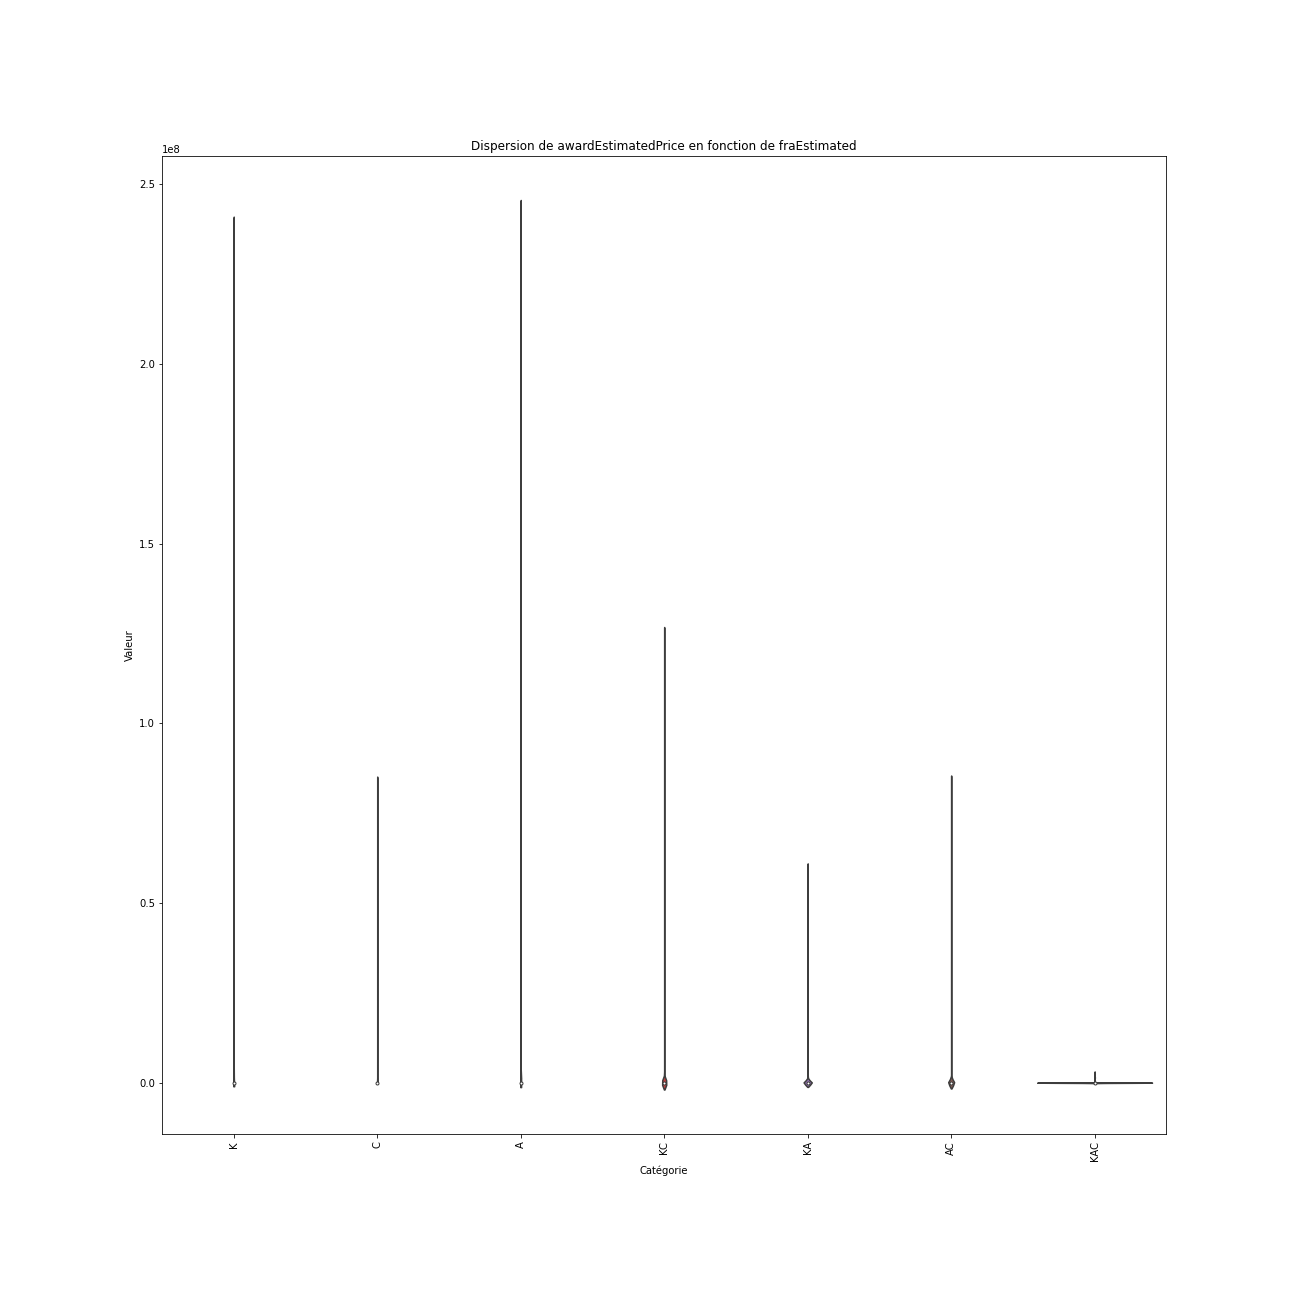 Dispersion de awardEstimatedPrice en fonction de fraEstimated
1e8
2.5
2.0
1.5
1.0
0.5
0.0
Valeur
K
C
A
KC
KA
AC
KAC
Catégorie